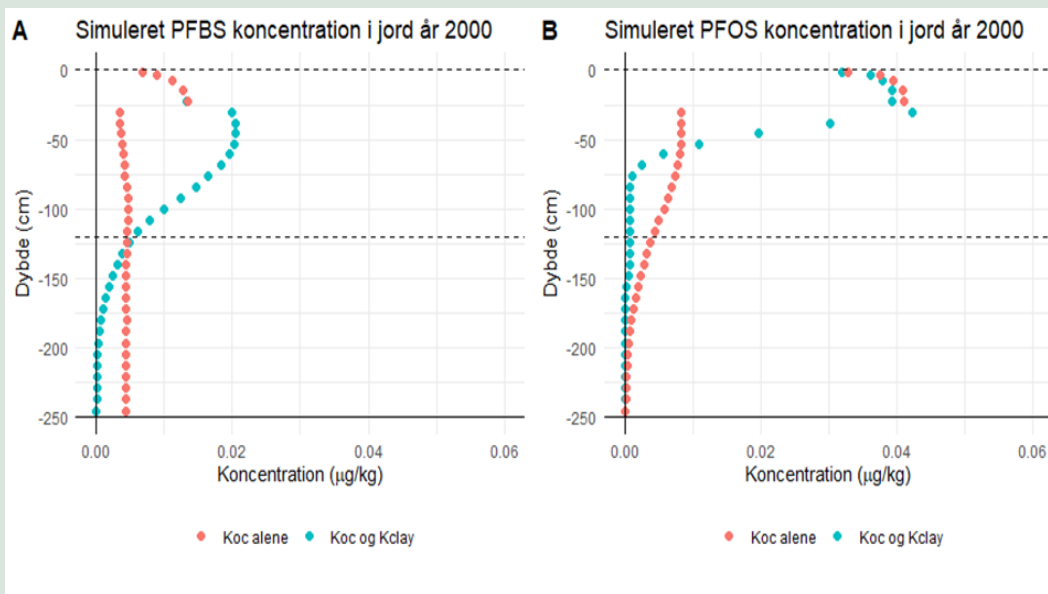 A Simuleret PFBS koncentration i jord år 2000
0
-50
-100
-150
-200
-250
Dybde (cm)
0.00 0.02 0.04 0.06
Koncentration (µg/kg)
Koc alene Koc og Kclay
B Simuleret PFOS koncentration i jord år 2000
0
-50
-100
-150
-200
-250
Dybde (cm)
0.00 0.02 0.04 0.06
Koncentration (µg/kg)
Koc alene Koc og Kclay